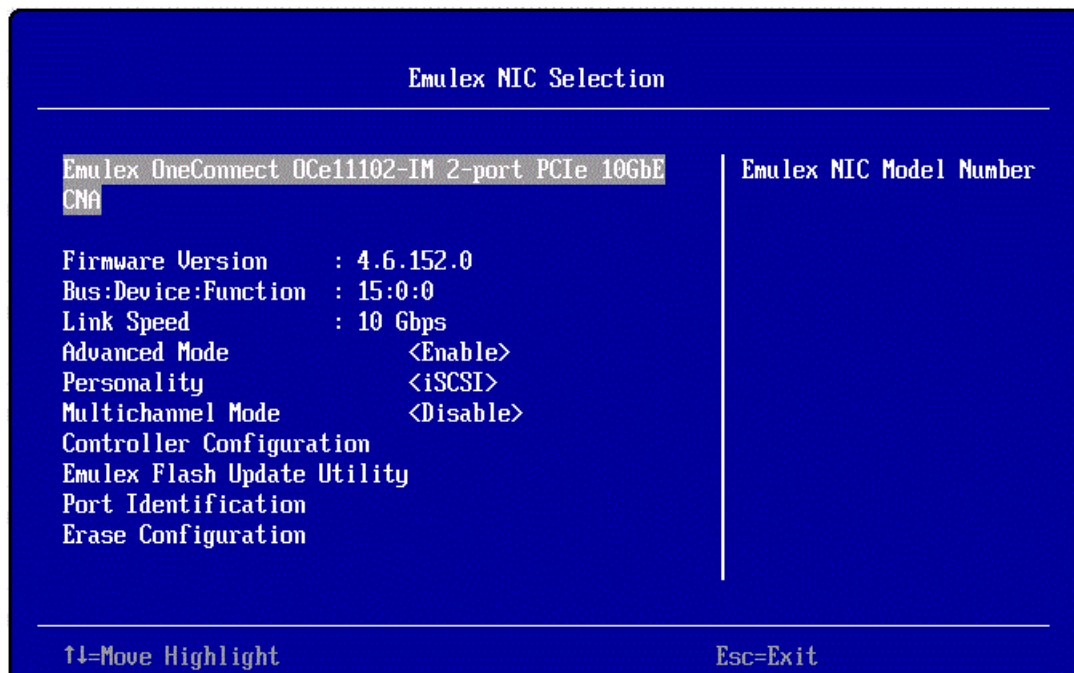 Emulex NIC Selection
Emulex OneConnect OCe11102-IM 2-port PCIe 10GbE
CNA
Emulex NIC Model Number
Firmware Version : 4.6.152.0
Bus:Device:Function : 15:0:0
Link Speed : 10 Gbps
Advanced Mode <Enable>
Personality <iSCSI>
Multichannel Mode <Disable>
Controller Configuration
Emulex Flash Update Utility
Port Identification
Erase Configuration
↑↓=Move Highlight Esc=Exit